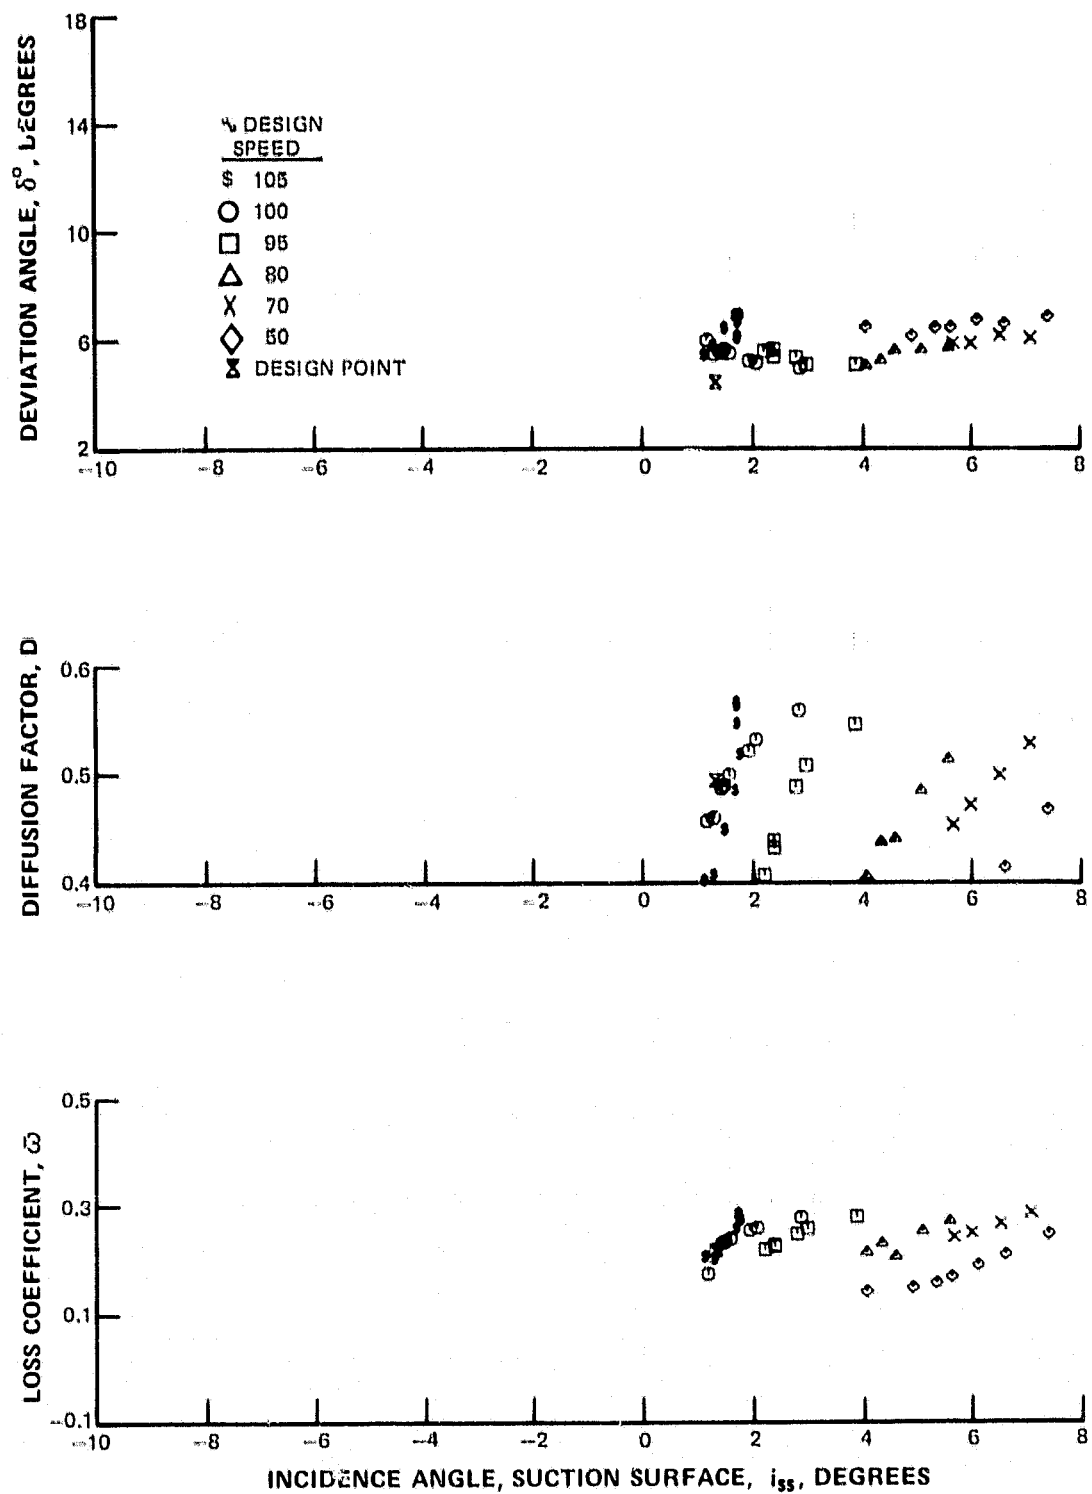 DEVIATION ANGLE, δ°, DEGREES
18
14
10
6
2
% DESIGN
SPEED
$ 105
100
95
80
X 70
50
DESIGN POINT
-10 -8 -6 -4 -2 0 2 4 6 8
DIFFUSION FACTOR, D
0.6
0.5
0.4
-10 -8 -6 -4 -2 0 2 4 6 8
LOSS COEFFICIENT, ω̄
0.5
0.3
0.1
-0.1
-10 -8 -6 -4 -2 0 2 4 6 8
INCIDENCE ANGLE, SUCTION SURFACE, iss, DEGREES